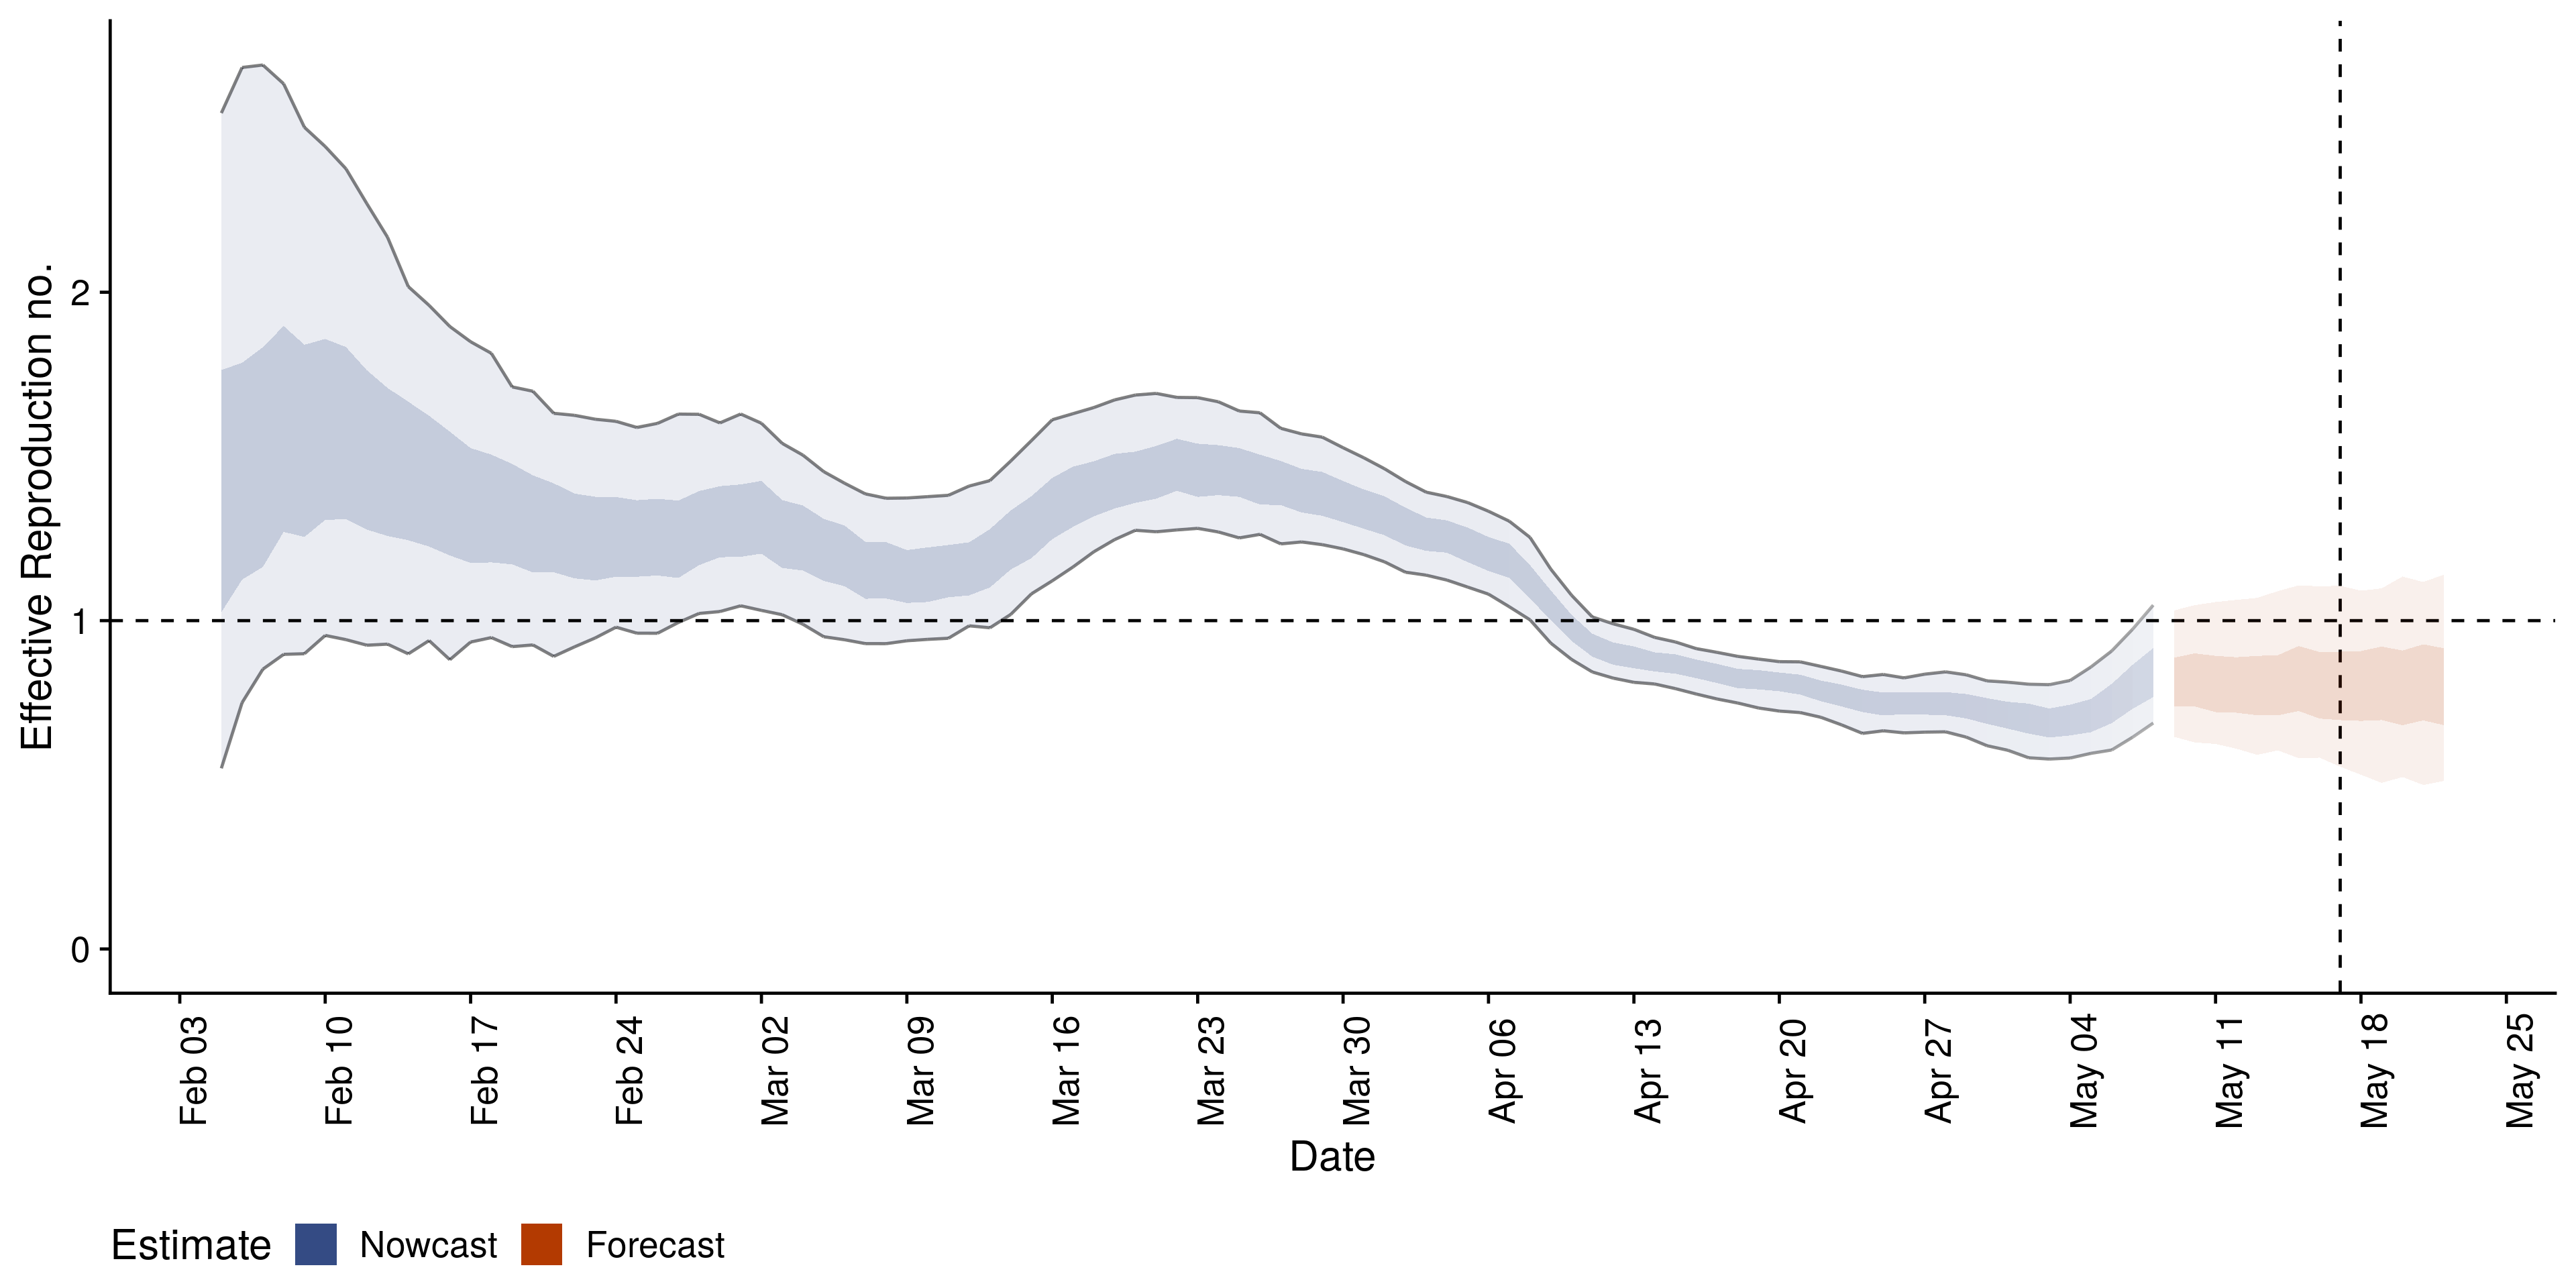 Effective Reproduction no.
2
1
0
Feb 03
Feb 10
Feb 17
Feb 24
Mar 02
Mar 09
Mar 16
Mar 23
Mar 30
Apr 06
Apr 13
Apr 20
Apr 27
May 04
May 11
May 18
May 25
Date
Estimate Nowcast Forecast